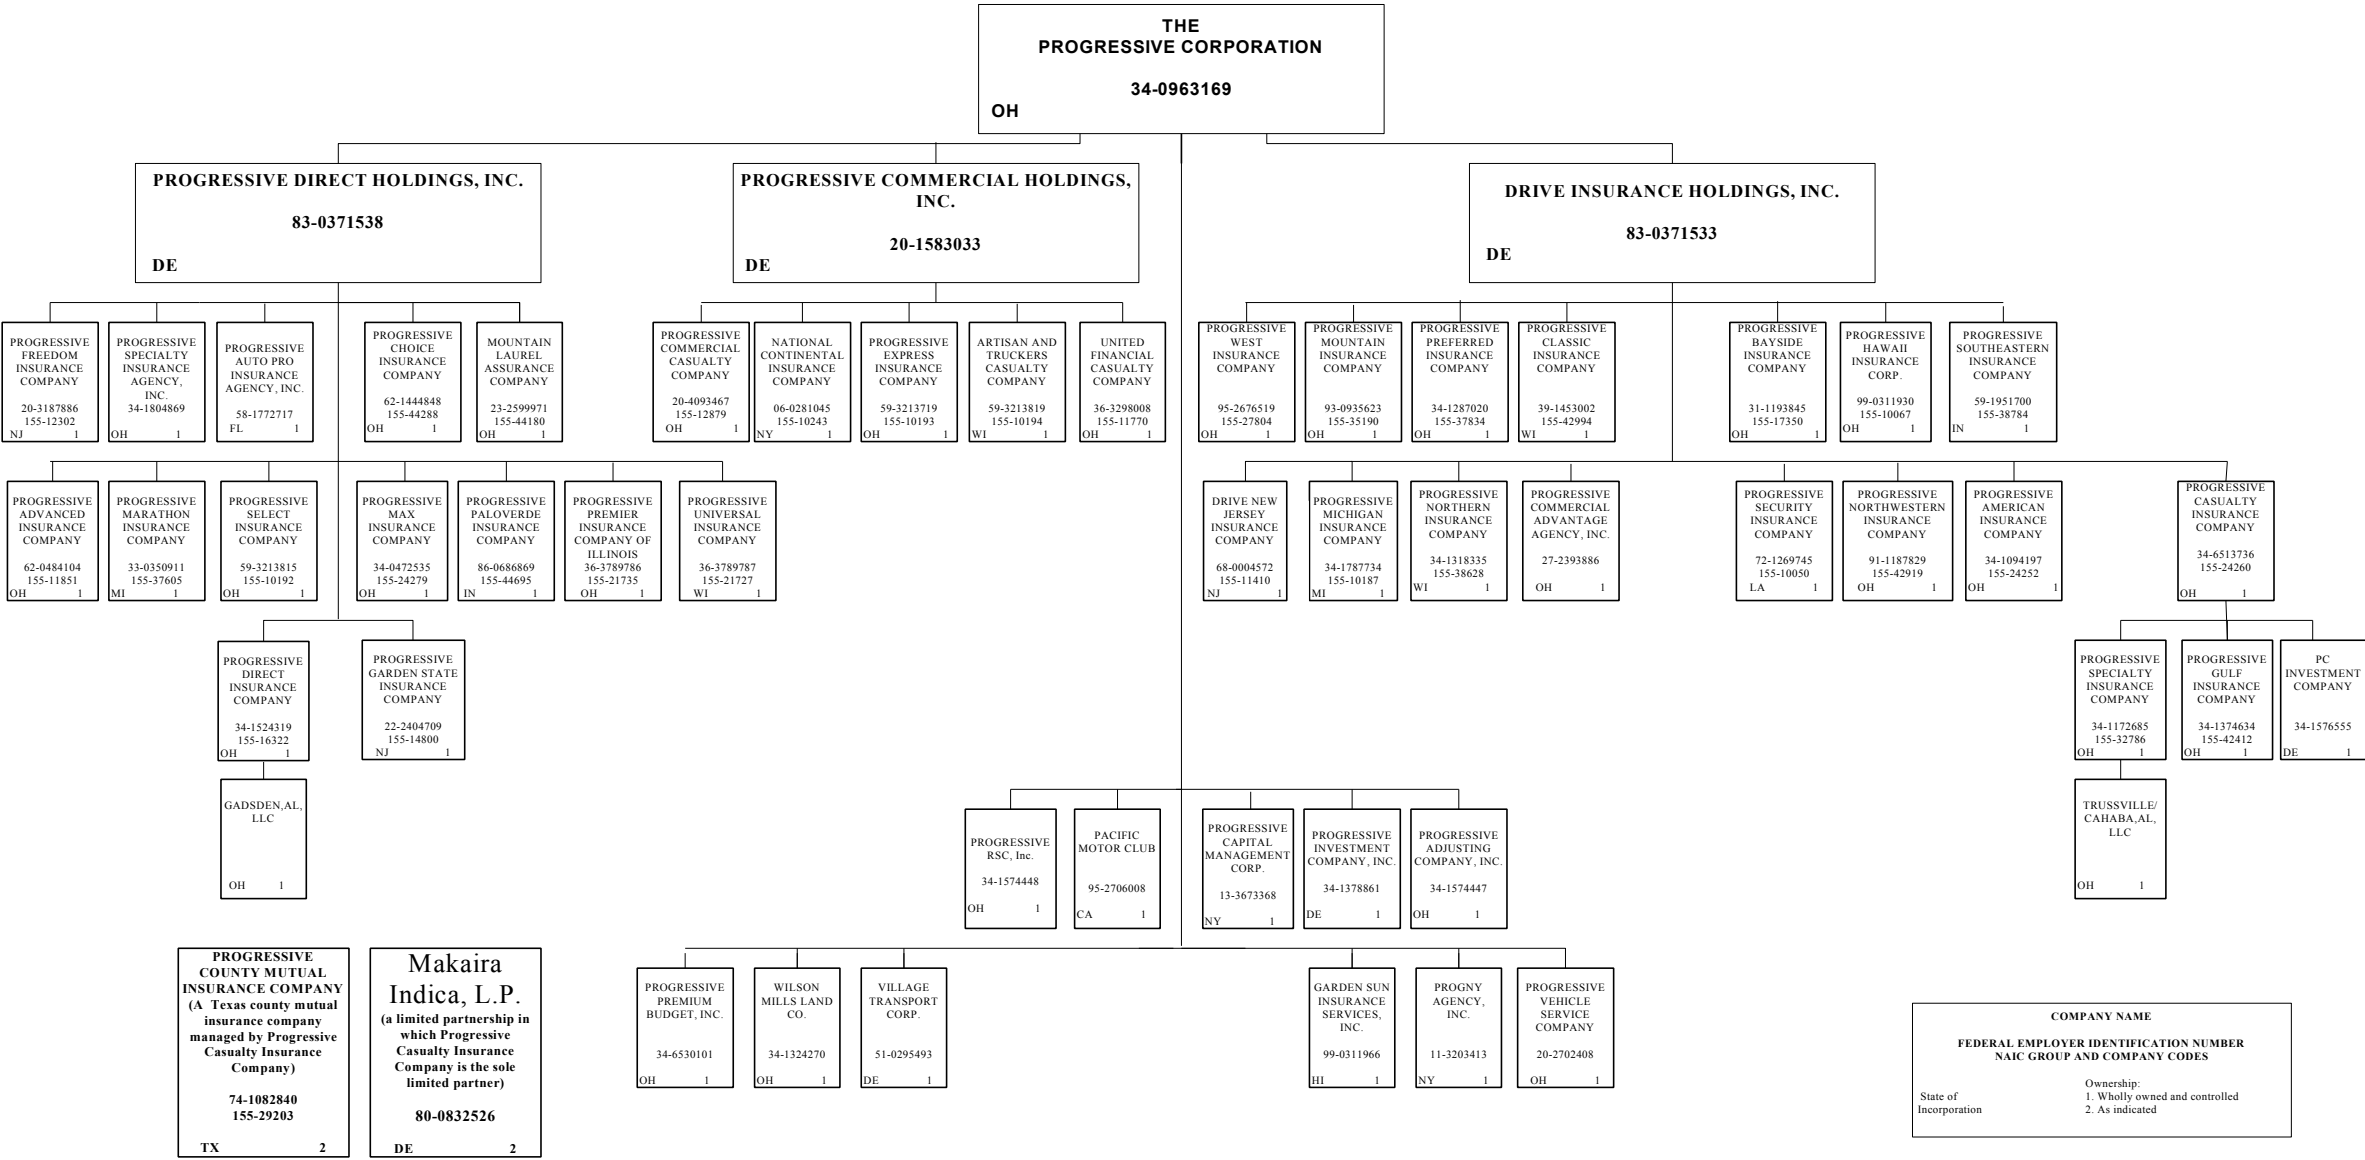 THE
PROGRESSIVE CORPORATION
34-0963169
OH
PROGRESSIVE DIRECT HOLDINGS, INC.
83-0371538
DE
PROGRESSIVE COMMERCIAL HOLDINGS,
INC.
20-1583033
DE
DRIVE INSURANCE HOLDINGS, INC.
83-0371533
DE
PROGRESSIVE
FREEDOM
INSURANCE
COMPANY
20-3187886
155-12302
NJ 1
PROGRESSIVE
SPECIALTY
INSURANCE
AGENCY,
INC.
34-1804869
OH 1
PROGRESSIVE
AUTO PRO
INSURANCE
AGENCY, INC.
58-1772717
FL 1
PROGRESSIVE
CHOICE
INSURANCE
COMPANY
62-1444848
155-44288
OH 1
MOUNTAIN
LAUREL
ASSURANCE
COMPANY
23-2599971
155-44180
OH 1
PROGRESSIVE
COMMERCIAL
CASUALTY
COMPANY
20-4093467
155-12879
OH 1
NATIONAL
CONTINENTAL
INSURANCE
COMPANY
06-0281045
155-10243
NY 1
PROGRESSIVE
EXPRESS
INSURANCE
COMPANY
59-3213719
155-10193
OH 1
ARTISAN AND
TRUCKERS
CASUALTY
COMPANY
59-3213819
155-10194
WI 1
UNITED
FINANCIAL
CASUALTY
COMPANY
36-3298008
155-11770
OH 1
PROGRESSIVE
WEST
INSURANCE
COMPANY
95-2676519
155-27804
OH 1
PROGRESSIVE
MOUNTAIN
INSURANCE
COMPANY
93-0935623
155-35190
OH 1
PROGRESSIVE
PREFERRED
INSURANCE
COMPANY
34-1287020
155-37834
OH 1
PROGRESSIVE
CLASSIC
INSURANCE
COMPANY
39-1453002
155-42994
WI 1
PROGRESSIVE
BAYSIDE
INSURANCE
COMPANY
31-1193845
155-17350
OH 1
PROGRESSIVE
HAWAII
INSURANCE
CORP.
99-0311930
155-10067
OH 1
PROGRESSIVE
SOUTHEASTERN
INSURANCE
COMPANY
59-1951700
155-38784
IN 1
PROGRESSIVE
ADVANCED
INSURANCE
COMPANY
62-0484104
155-11851
OH 1
PROGRESSIVE
MARATHON
INSURANCE
COMPANY
33-0350911
155-37605
MI 1
PROGRESSIVE
SELECT
INSURANCE
COMPANY
59-3213815
155-10192
OH 1
PROGRESSIVE
MAX
INSURANCE
COMPANY
34-0472535
155-24279
OH 1
PROGRESSIVE
PALOVERDE
INSURANCE
COMPANY
86-0686869
155-44695
IN 1
PROGRESSIVE
PREMIER
INSURANCE
COMPANY OF
ILLINOIS
36-3789786
155-21735
OH 1
PROGRESSIVE
UNIVERSAL
INSURANCE
COMPANY
36-3789787
155-21727
WI 1
DRIVE NEW
JERSEY
INSURANCE
COMPANY
68-0004572
155-11410
NJ 1
PROGRESSIVE
MICHIGAN
INSURANCE
COMPANY
34-1787734
155-10187
MI 1
PROGRESSIVE
NORTHERN
INSURANCE
COMPANY
34-1318335
155-38628
WI 1
PROGRESSIVE
COMMERCIAL
ADVANTAGE
AGENCY, INC.
27-2393886
OH 1
PROGRESSIVE
SECURITY
INSURANCE
COMPANY
72-1269745
155-10050
LA 1
PROGRESSIVE
NORTHWESTERN
INSURANCE
COMPANY
91-1187829
155-42919
OH 1
PROGRESSIVE
AMERICAN
INSURANCE
COMPANY
34-1094197
155-24252
OH 1
PROGRESSIVE
CASUALTY
INSURANCE
COMPANY
34-6513736
155-24260
OH 1
PROGRESSIVE
DIRECT
INSURANCE
COMPANY
34-1524319
155-16322
OH 1
PROGRESSIVE
GARDEN STATE
INSURANCE
COMPANY
22-2404709
155-14800
NJ 1
PROGRESSIVE
SPECIALTY
INSURANCE
COMPANY
34-1172685
155-32786
OH 1
PROGRESSIVE
GULF
INSURANCE
COMPANY
34-1374634
155-42412
OH 1
PC
INVESTMENT
COMPANY
34-1576555
DE 1
GADSDEN,AL,
LLC
OH 1
PROGRESSIVE
RSC, Inc.
34-1574448
OH 1
PACIFIC
MOTOR CLUB
95-2706008
CA 1
PROGRESSIVE
CAPITAL
MANAGEMENT
CORP.
13-3673368
NY 1
PROGRESSIVE
INVESTMENT
COMPANY, INC.
34-1378861
DE 1
PROGRESSIVE
ADJUSTING
COMPANY, INC.
34-1574447
OH 1
TRUSSVILLE/
CAHABA,AL,
LLC
OH 1
PROGRESSIVE
COUNTY MUTUAL
INSURANCE COMPANY
(A Texas county mutual
insurance company
managed by Progressive
Casualty Insurance
Company)
74-1082840
155-29203
TX 2
Makaira
Indica, L.P.
(a limited partnership in
which Progressive
Casualty Insurance
Company is the sole
limited partner)
80-0832526
DE 2
PROGRESSIVE
PREMIUM
BUDGET, INC.
34-6530101
OH 1
WILSON
MILLS LAND
CO.
34-1324270
OH 1
VILLAGE
TRANSPORT
CORP.
51-0295493
DE 1
GARDEN SUN
INSURANCE
SERVICES,
INC.
99-0311966
HI 1
PROGNY
AGENCY,
INC.
11-3203413
NY 1
PROGRESSIVE
VEHICLE
SERVICE
COMPANY
20-2702408
OH 1
COMPANY NAME
FEDERAL EMPLOYER IDENTIFICATION NUMBER
NAIC GROUP AND COMPANY CODES
Ownership:
State of 1. Wholly owned and controlled
Incorporation 2. As indicated